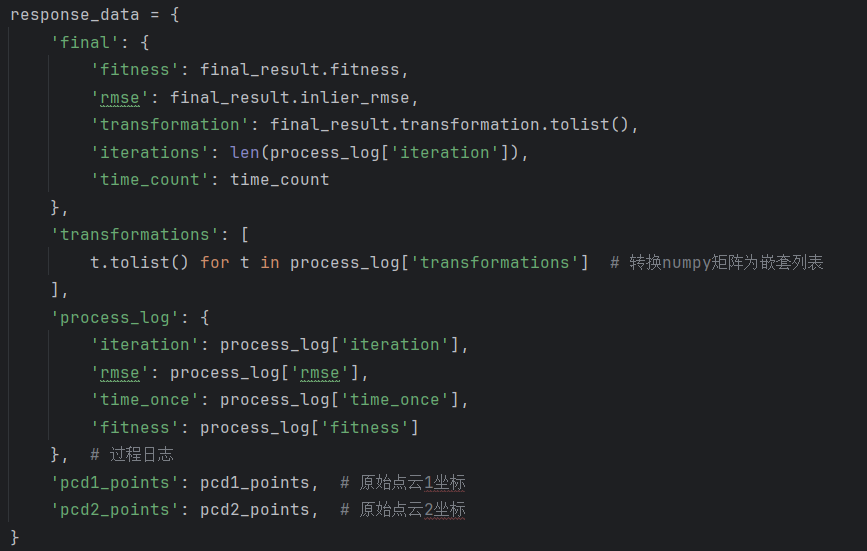 response_data = {
    'final': {
        'fitness': final_result.fitness,
        'rmse': final_result.inlier_rmse,
        'transformation': final_result.transformation.tolist(),
        'iterations': len(process_log['iteration']),
        'time_count': time_count
    },
    'transformations': [
        t.tolist() for t in process_log['transformations']  # 转换numpy矩阵为嵌套列表
    ],
    'process_log': {
        'iteration': process_log['iteration'],
        'rmse': process_log['rmse'],
        'time_once': process_log['time_once'],
        'fitness': process_log['fitness']
    },  # 过程日志
    'pcd1_points': pcd1_points,  # 原始点云1坐标
    'pcd2_points': pcd2_points,  # 原始点云2坐标
}